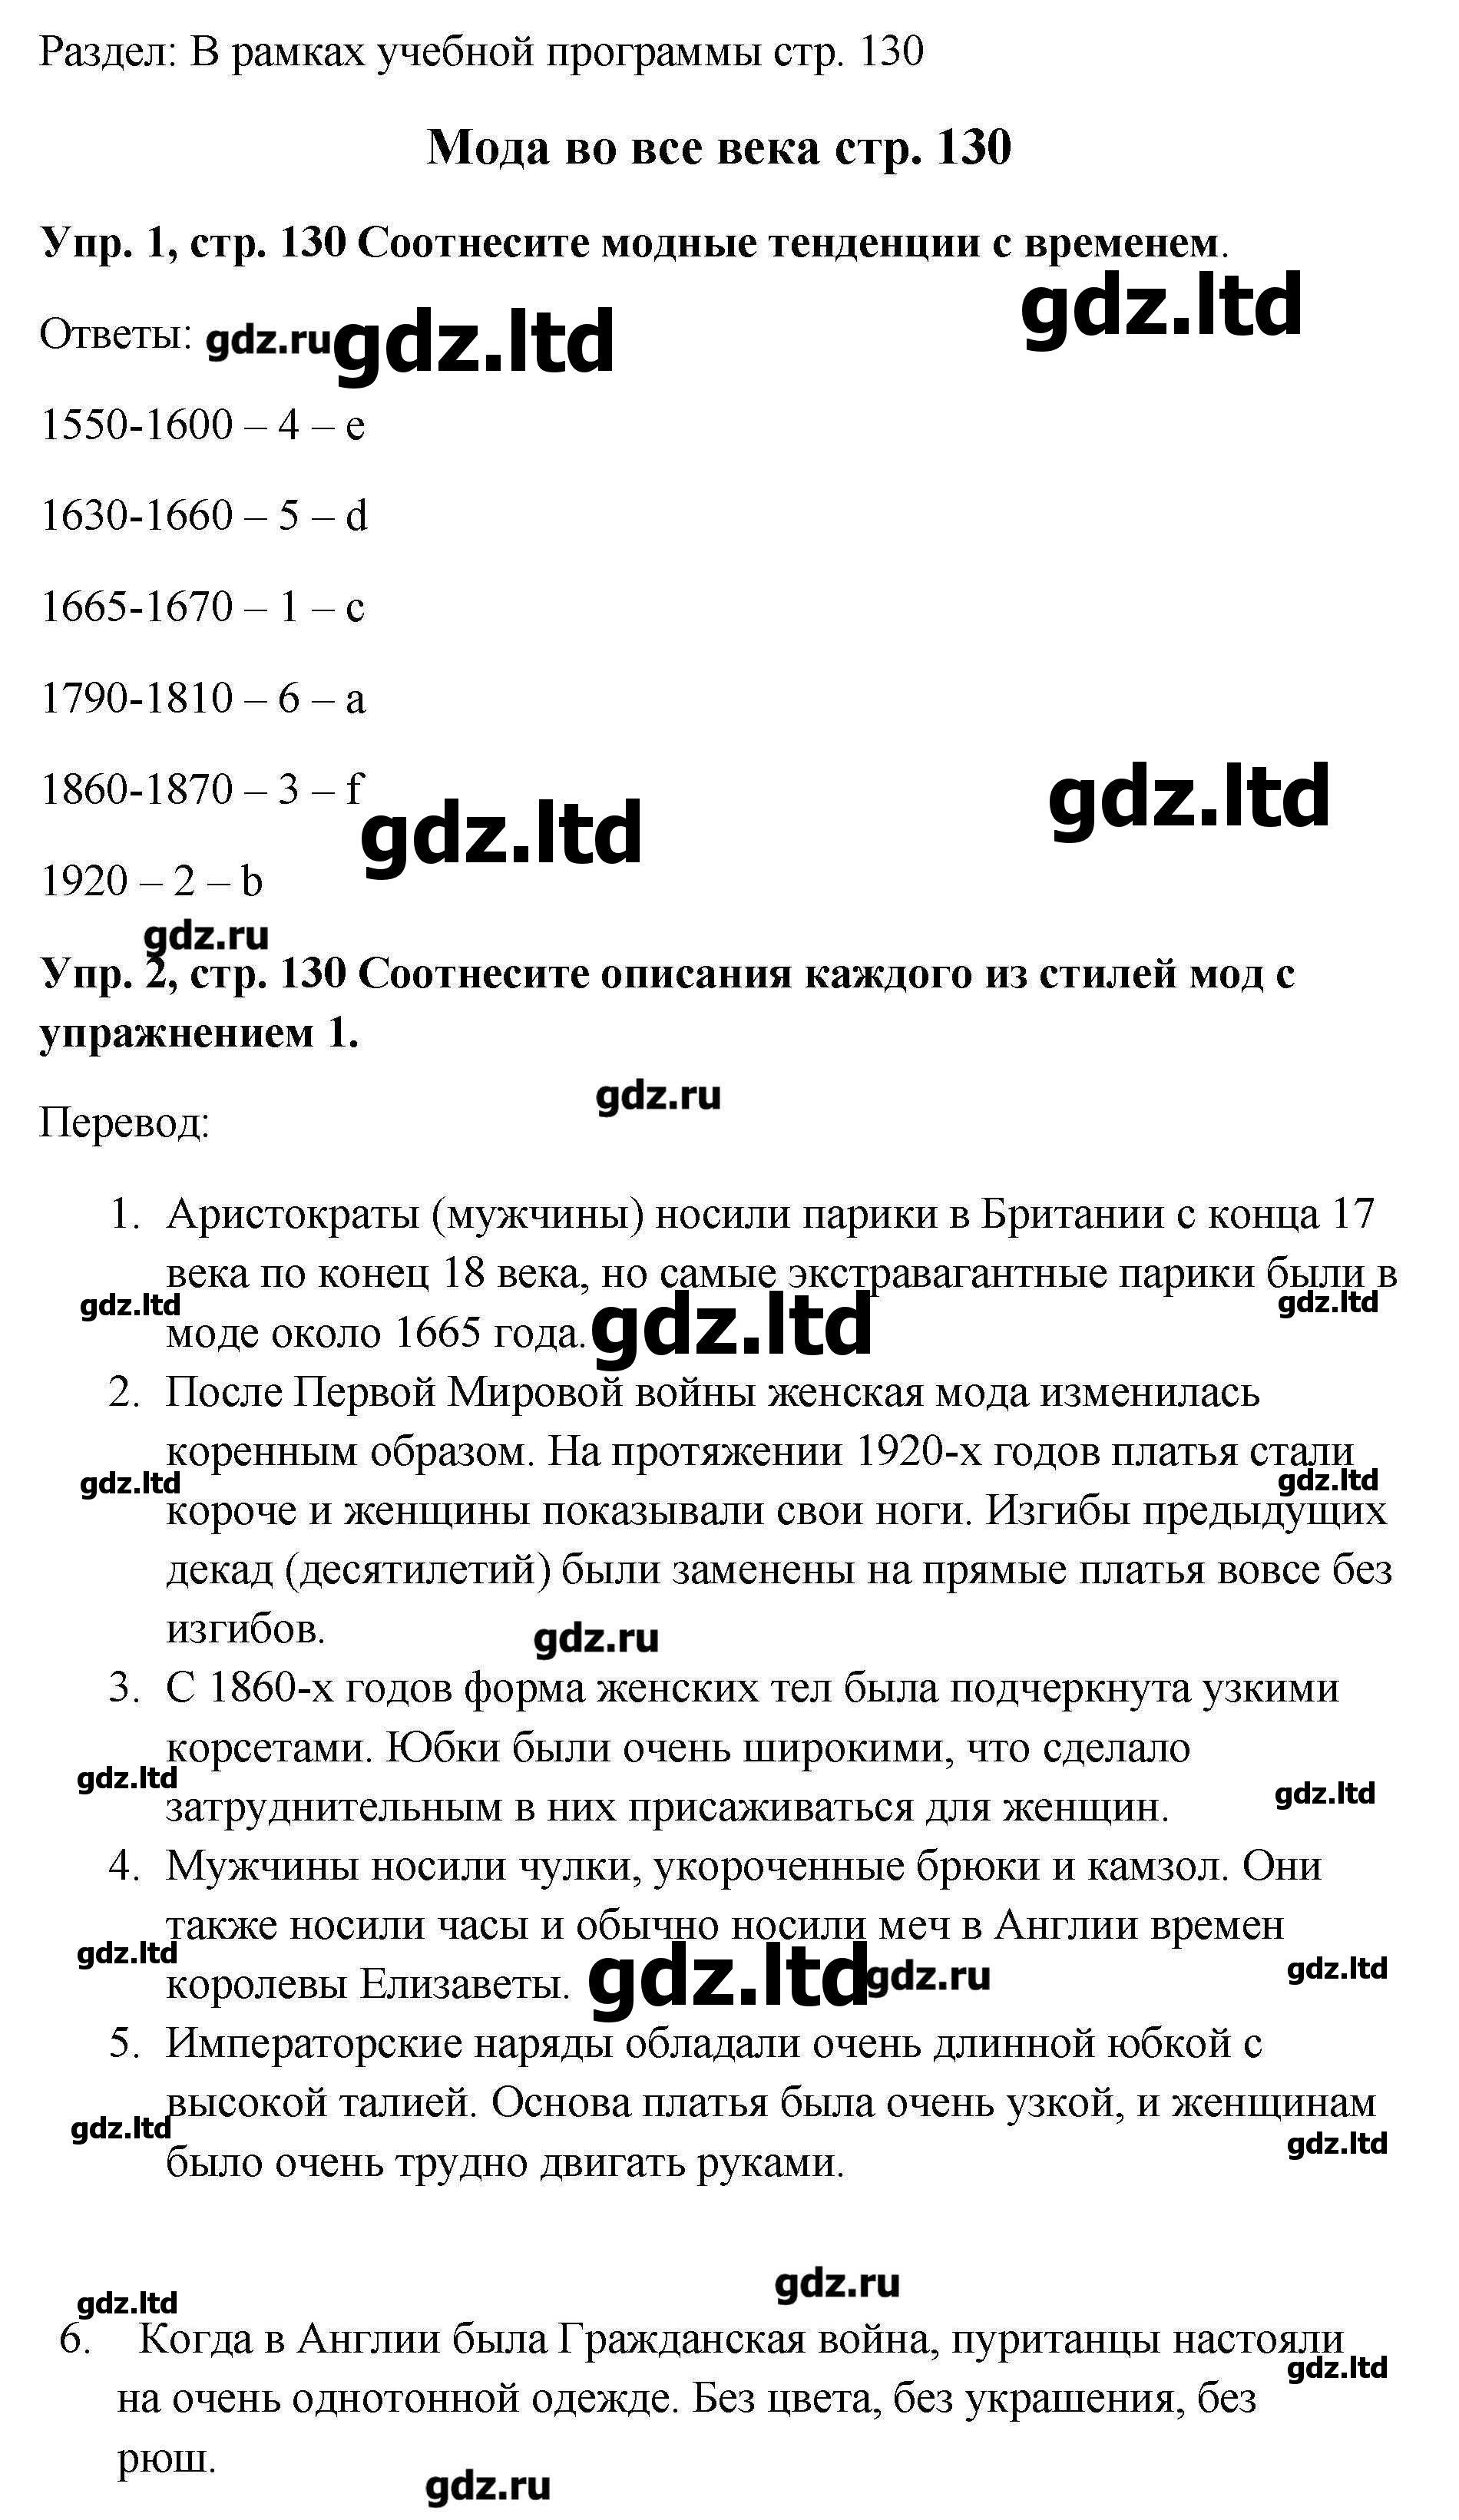 Раздел: В рамках учебной программы стр. 130
Мода во все века стр. 130
Упр. 1, стр. 130 Соотнесите модные тенденции с временем.
gdz.ltd
Ответы: gdz.ru gdz.ltd
1550-1600 – 4 – e
1630-1660 – 5 – d
1665-1670 – 1 – c
1790-1810 – 6 – a
1860-1870 – 3 – f
gdz.ltd
gdz.ltd
1920 – 2 – b
gdz.ru
Упр. 2, стр. 130 Соотнесите описания каждого из стилей мод с
упражнением 1.
gdz.ru
Перевод:
1. Аристократы (мужчины) носили парики в Британии с конца 17
века по конец 18 века, но самые экстравагантные парики были в
gdz.ltd
gdz.ltd
моде около 1665 года. gdz.ltd
2. После Первой Мировой войны женская мода изменилась
коренным образом. На протяжении 1920-х годов платья стали
gdz.ltd
gdz.ltd
короче и женщины показывали свои ноги. Изгибы предыдущих
декад (десятилетий) были заменены на прямые платья вовсе без
изгибов. gdz.ru
3. С 1860-х годов форма женских тел была подчеркнута узкими
корсетами. Юбки были очень широкими, что сделало
gdz.ltd
gdz.ltd
затруднительным в них присаживаться для женщин.
4. Мужчины носили чулки, укороченные брюки и камзол. Они
также носили часы и обычно носили меч в Англии времен
gdz.ltd
королевы Елизаветы. gdz.ltd gdz.ru gdz.ltd
5. Императорские наряды обладали очень длинной юбкой с
высокой талией. Основа платья была очень узкой, и женщинам
gdz.ltd
gdz.ltd
было очень трудно двигать руками.
gdz.ru
gdz.ltd
6. Когда в Англии была Гражданская война, пуританцы настояли
gdz.ltd
на очень однотонной одежде. Без цвета, без украшения, без
рюш.
gdz.ru